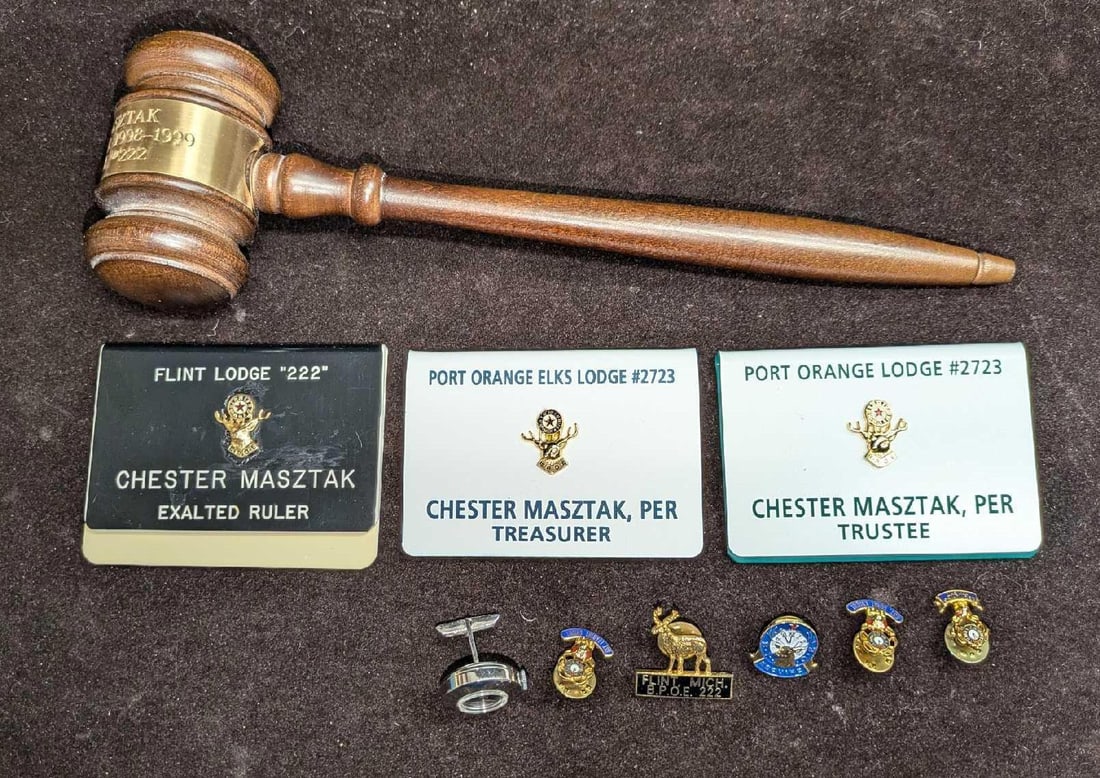 SZTAK
1998-1999
#222
FLINT LODGE "222"
CHESTER MASZTAK
EXALTED RULER
PORT ORANGE ELKS LODGE #2723
CHESTER MASZTAK, PER
TREASURER
PORT ORANGE LODGE #2723
CHESTER MASZTAK, PER
TRUSTEE
FLINT MICH.
B.P.O.E. 222